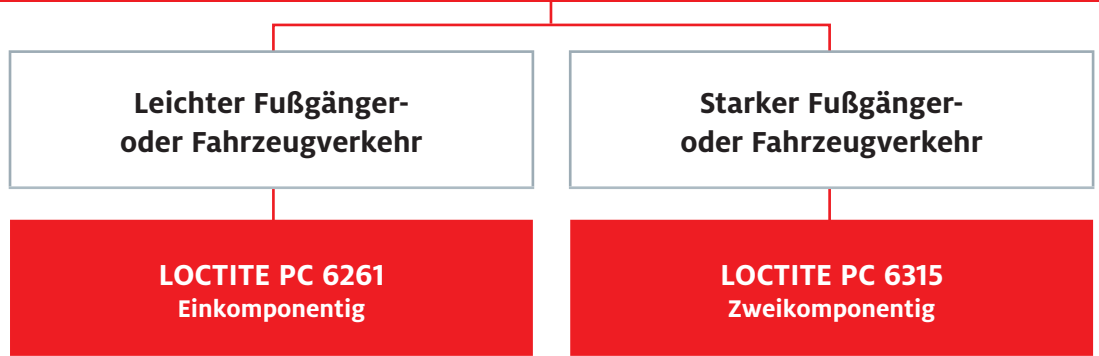 Leichter Fußgänger-
oder Fahrzeugverkehr
Starker Fußgänger-
oder Fahrzeugverkehr
LOCTITE PC 6261
Einkomponentig
LOCTITE PC 6315
Zweikomponentig